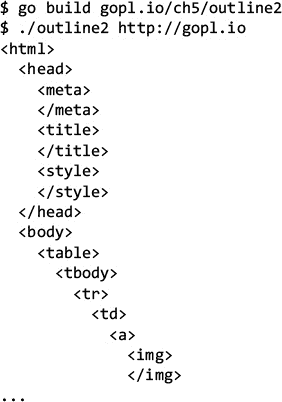 $ go build gopl.io/ch5/outline2
$ ./outline2 http://gopl.io
<html>
  <head>
    <meta>
    </meta>
    <title>
    </title>
    <style>
    </style>
  </head>
  <body>
    <table>
      <tbody>
        <tr>
          <td>
            <a>
              <img>
              </img>
...